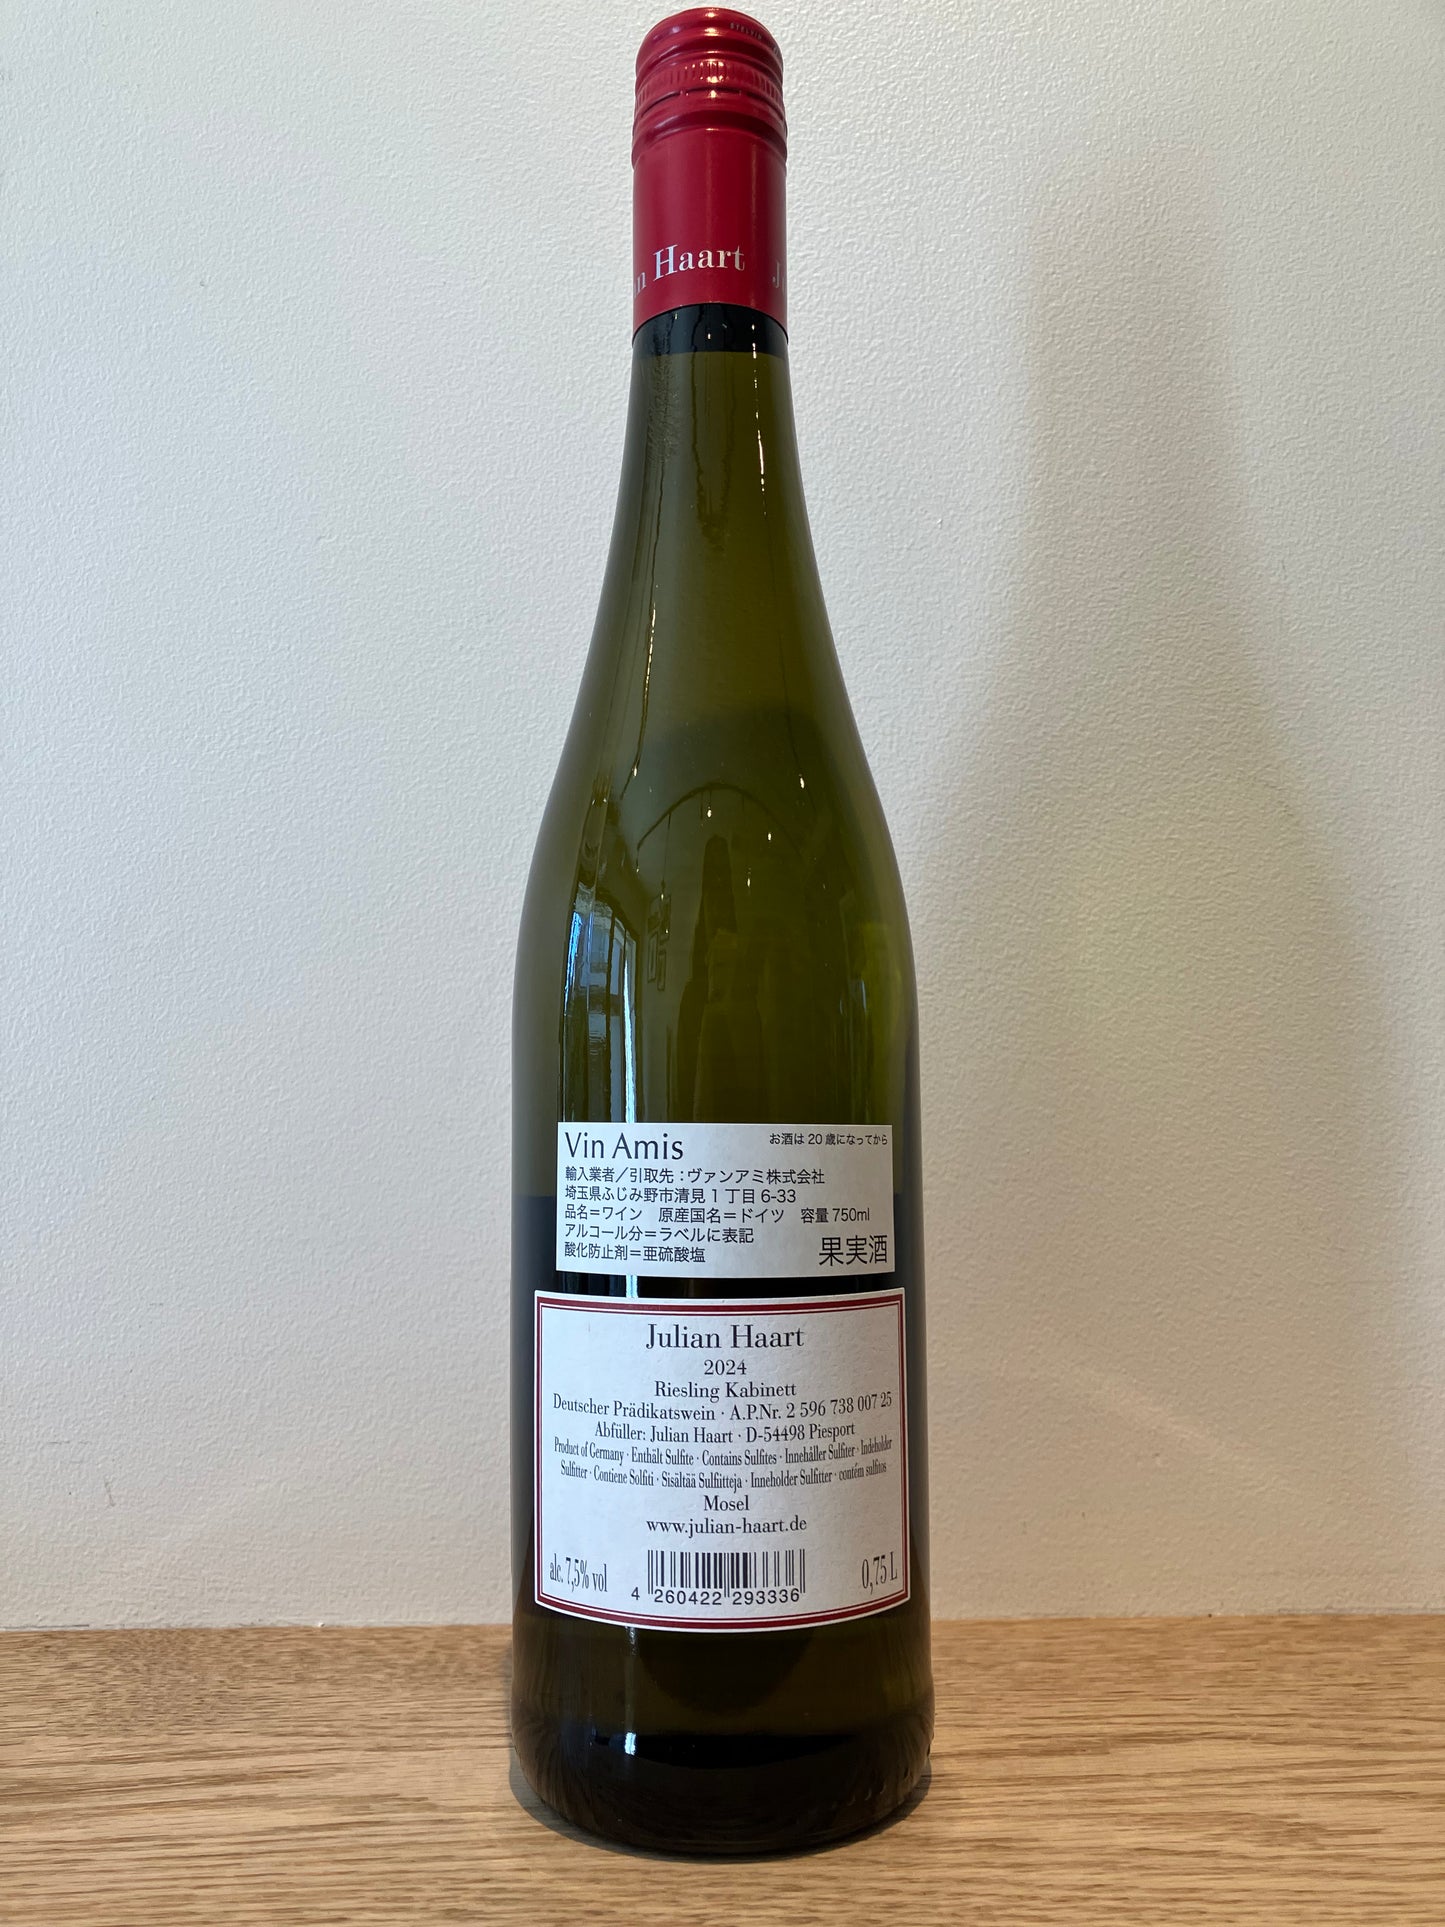 STELVIN
n Haart J
Vin Amis お酒は20歳になってから
輸入業者／引取先：ヴァンアミ株式会社
埼玉県ふじみ野市清見1丁目6-33
品名＝ワイン 原産国名＝ドイツ 容量750ml
アルコール分＝ラベルに表記
酸化防止剤＝亜硫酸塩 果実酒
Julian Haart
2024
Riesling Kabinett
Deutscher Prädikatswein · A.P.Nr. 2 596 738 007 25
Abfüller: Julian Haart · D-54498 Piesport
Product of Germany · Enthält Sulfite · Contains Sulfites · Innehåller Sulfiter · Indeholder
Sulfitter · Contiene Solfiti · Sisältää Sulfiitteja · Inneholder Sulfitter · contém sulfitos
Mosel
www.julian-haart.de
alc. 7,5% vol 4 260422 293336 0,75 L